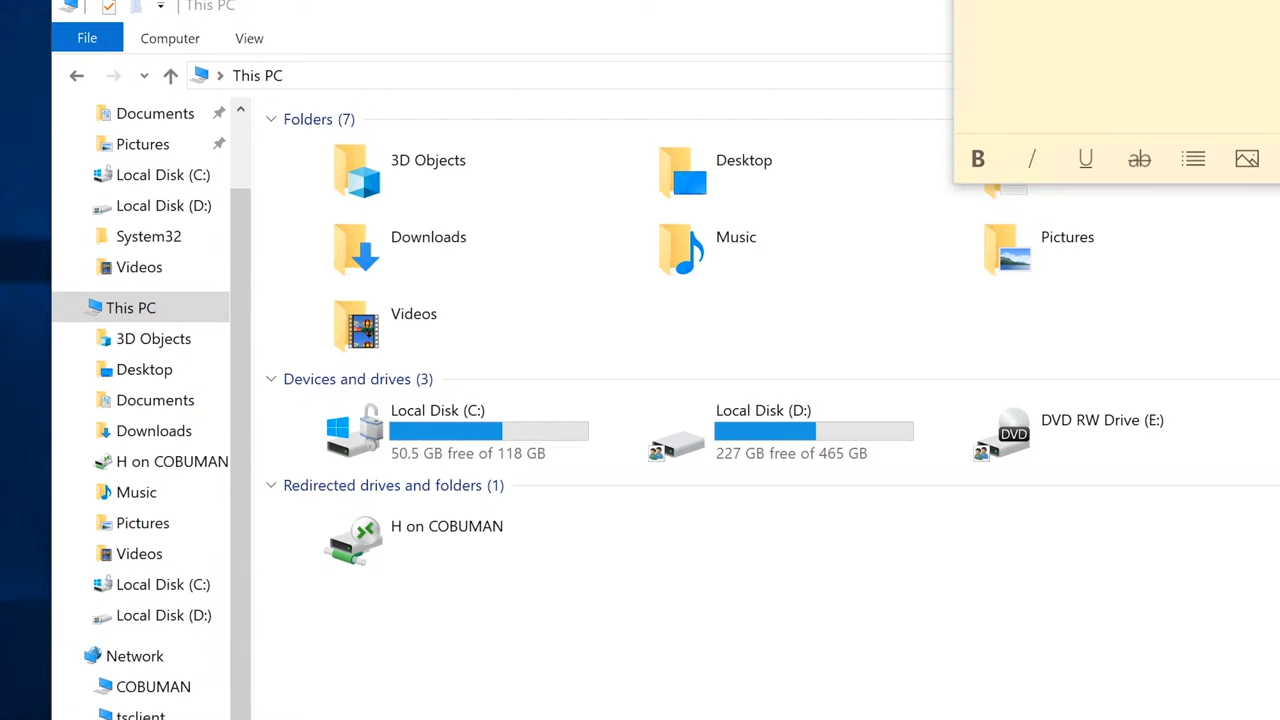 This PC
File Computer View
This PC
Documents
Pictures
Local Disk (C:)
Local Disk (D:)
System32
Videos
This PC
3D Objects
Desktop
Documents
Downloads
H on COBUMAN
Music
Pictures
Videos
Local Disk (C:)
Local Disk (D:)
Network
COBUMAN
tsclient
Folders (7)
3D Objects
Desktop
Downloads
Music
Pictures
Videos
Devices and drives (3)
Local Disk (C:)
50.5 GB free of 118 GB
Local Disk (D:)
227 GB free of 465 GB
DVD RW Drive (E:)
DVD
Redirected drives and folders (1)
H on COBUMAN
B / U ab